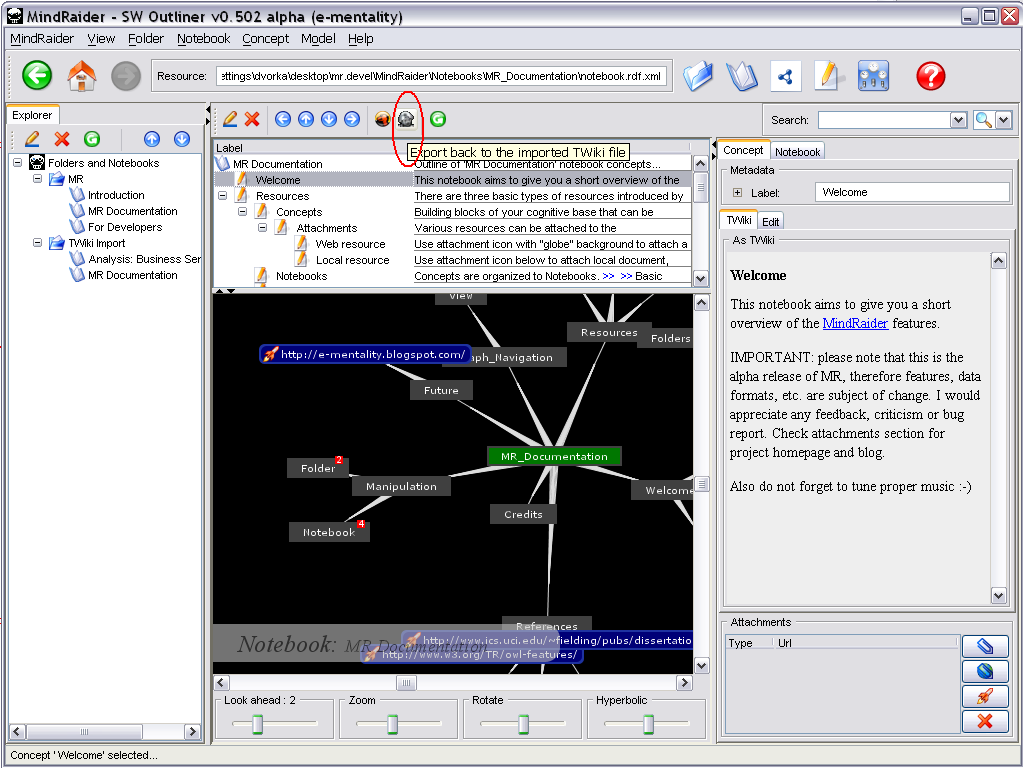 MindRaider - SW Outliner v0.502 alpha (e-mentality)
MindRaider View Folder Notebook Concept Model Help
Resource: ettings\dvorka\desktop\mr.devel\MindRaider\Notebooks\MR_Documentation\notebook.rdf.xml
Explorer
Search:
Folders and Notebooks
MR
Introduction
MR Documentation
For Developers
TWiki Import
Analysis: Business Ser
MR Documentation
Export back to the imported TWiki file
Label
MR Documentation Outline of 'MR Documentation' notebook concepts...
Welcome This notebook aims to give you a short overview of the
Resources There are three basic types of resources introduced by
Concepts Building blocks of your cognitive base that can be
Attachments Various resources can be attached to the
Web resource Use attachment icon with "globe" background to attach a
Local resource Use attachment icon below to attach local document,
Notebooks Concepts are organized to Notebooks. >> >> Basic
View
Resources
Folders
http://e-mentality.blogspot.com/
aph_Navigation
Future
MR_Documentation
Folder
2
Manipulation
Welcome
Credits
Notebook
4
References
http://www.ics.uci.edu/~fielding/pubs/dissertatio
http://www.w3.org/TR/owl-features/
Notebook: MR Documentation
Look ahead : 2
Zoom
Rotate
Hyperbolic
Concept Notebook
Metadata
Label: Welcome
TWiki Edit
As TWiki
Welcome
This notebook aims to give you a short
overview of the MindRaider features.
IMPORTANT: please note that this is the
alpha release of MR, therefore features, data
formats, etc. are subject of change. I would
appreciate any feedback, criticism or bug
report. Check attachments section for
project homepage and blog.
Also do not forget to tune proper music :-)
Attachments
Type Url
Concept 'Welcome' selected...